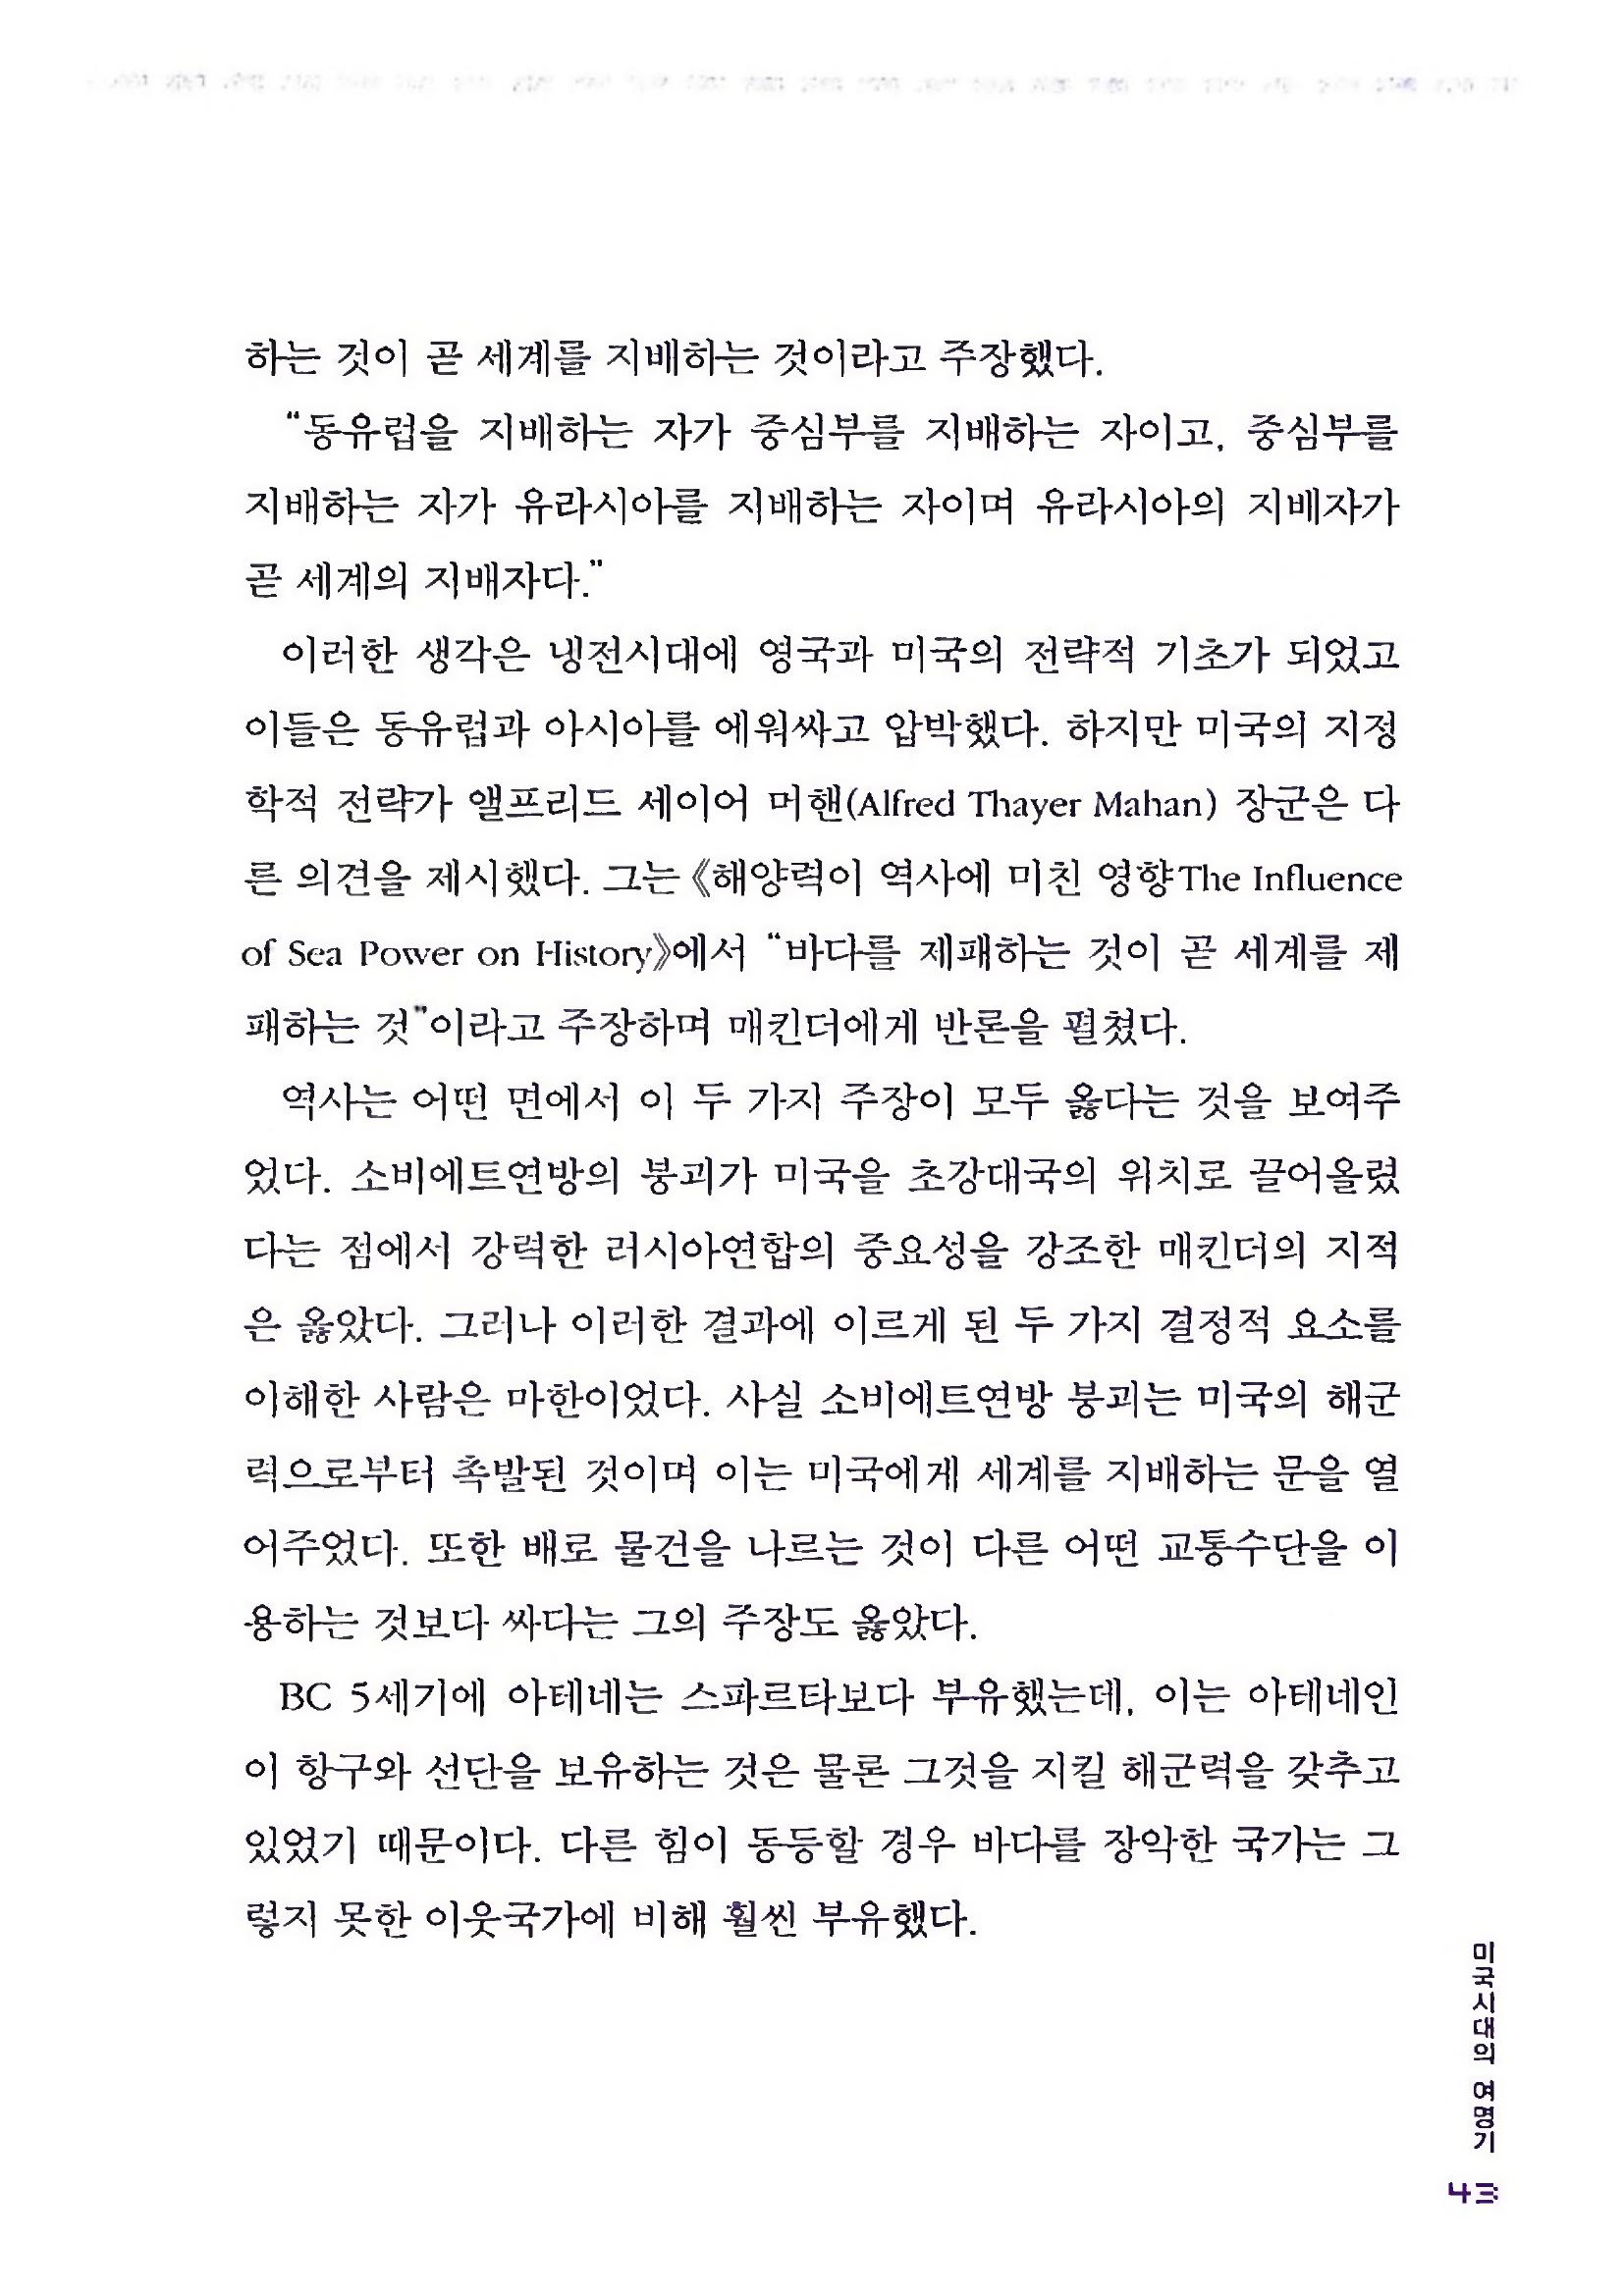 하는 것이 곧 세계를 지배하는 것이라고 주장했다.
“동유럽을 지배하는 자가 중심부를 지배하는 자이고, 중심부를
지배하는 자가 유라시아를 지배하는 자이며 유라시아의 지배자가
곧 세계의 지배자다.”
이러한 생각은 냉전시대에 영국과 미국의 전략적 기초가 되었고
이들은 동유럽과 아시아를 에워싸고 압박했다. 하지만 미국의 지정
학적 전략가 앨프리드 세이어 머핸(Alfred Thayer Mahan) 장군은 다
른 의견을 제시했다. 그는 《해양력이 역사에 미친 영향The Influence
of Sea Power on History》에서 “바다를 제패하는 것이 곧 세계를 제
패하는 것”이라고 주장하며 매킨더에게 반론을 펼쳤다.
역사는 어떤 면에서 이 두 가지 주장이 모두 옳다는 것을 보여주
었다. 소비에트연방의 붕괴가 미국을 초강대국의 위치로 끌어올렸
다는 점에서 강력한 러시아연합의 중요성을 강조한 매킨더의 지적
은 옳았다. 그러나 이러한 결과에 이르게 된 두 가지 결정적 요소를
이해한 사람은 마한이었다. 사실 소비에트연방 붕괴는 미국의 해군
력으로부터 촉발된 것이며 이는 미국에게 세계를 지배하는 문을 열
어주었다. 또한 배로 물건을 나르는 것이 다른 어떤 교통수단을 이
용하는 것보다 싸다는 그의 주장도 옳았다.
BC 5세기에 아테네는 스파르타보다 부유했는데, 이는 아테네인
이 항구와 선단을 보유하는 것은 물론 그것을 지킬 해군력을 갖추고
있었기 때문이다. 다른 힘이 동등할 경우 바다를 장악한 국가는 그
렇지 못한 이웃국가에 비해 훨씬 부유했다.
미국시대의 여명기
43